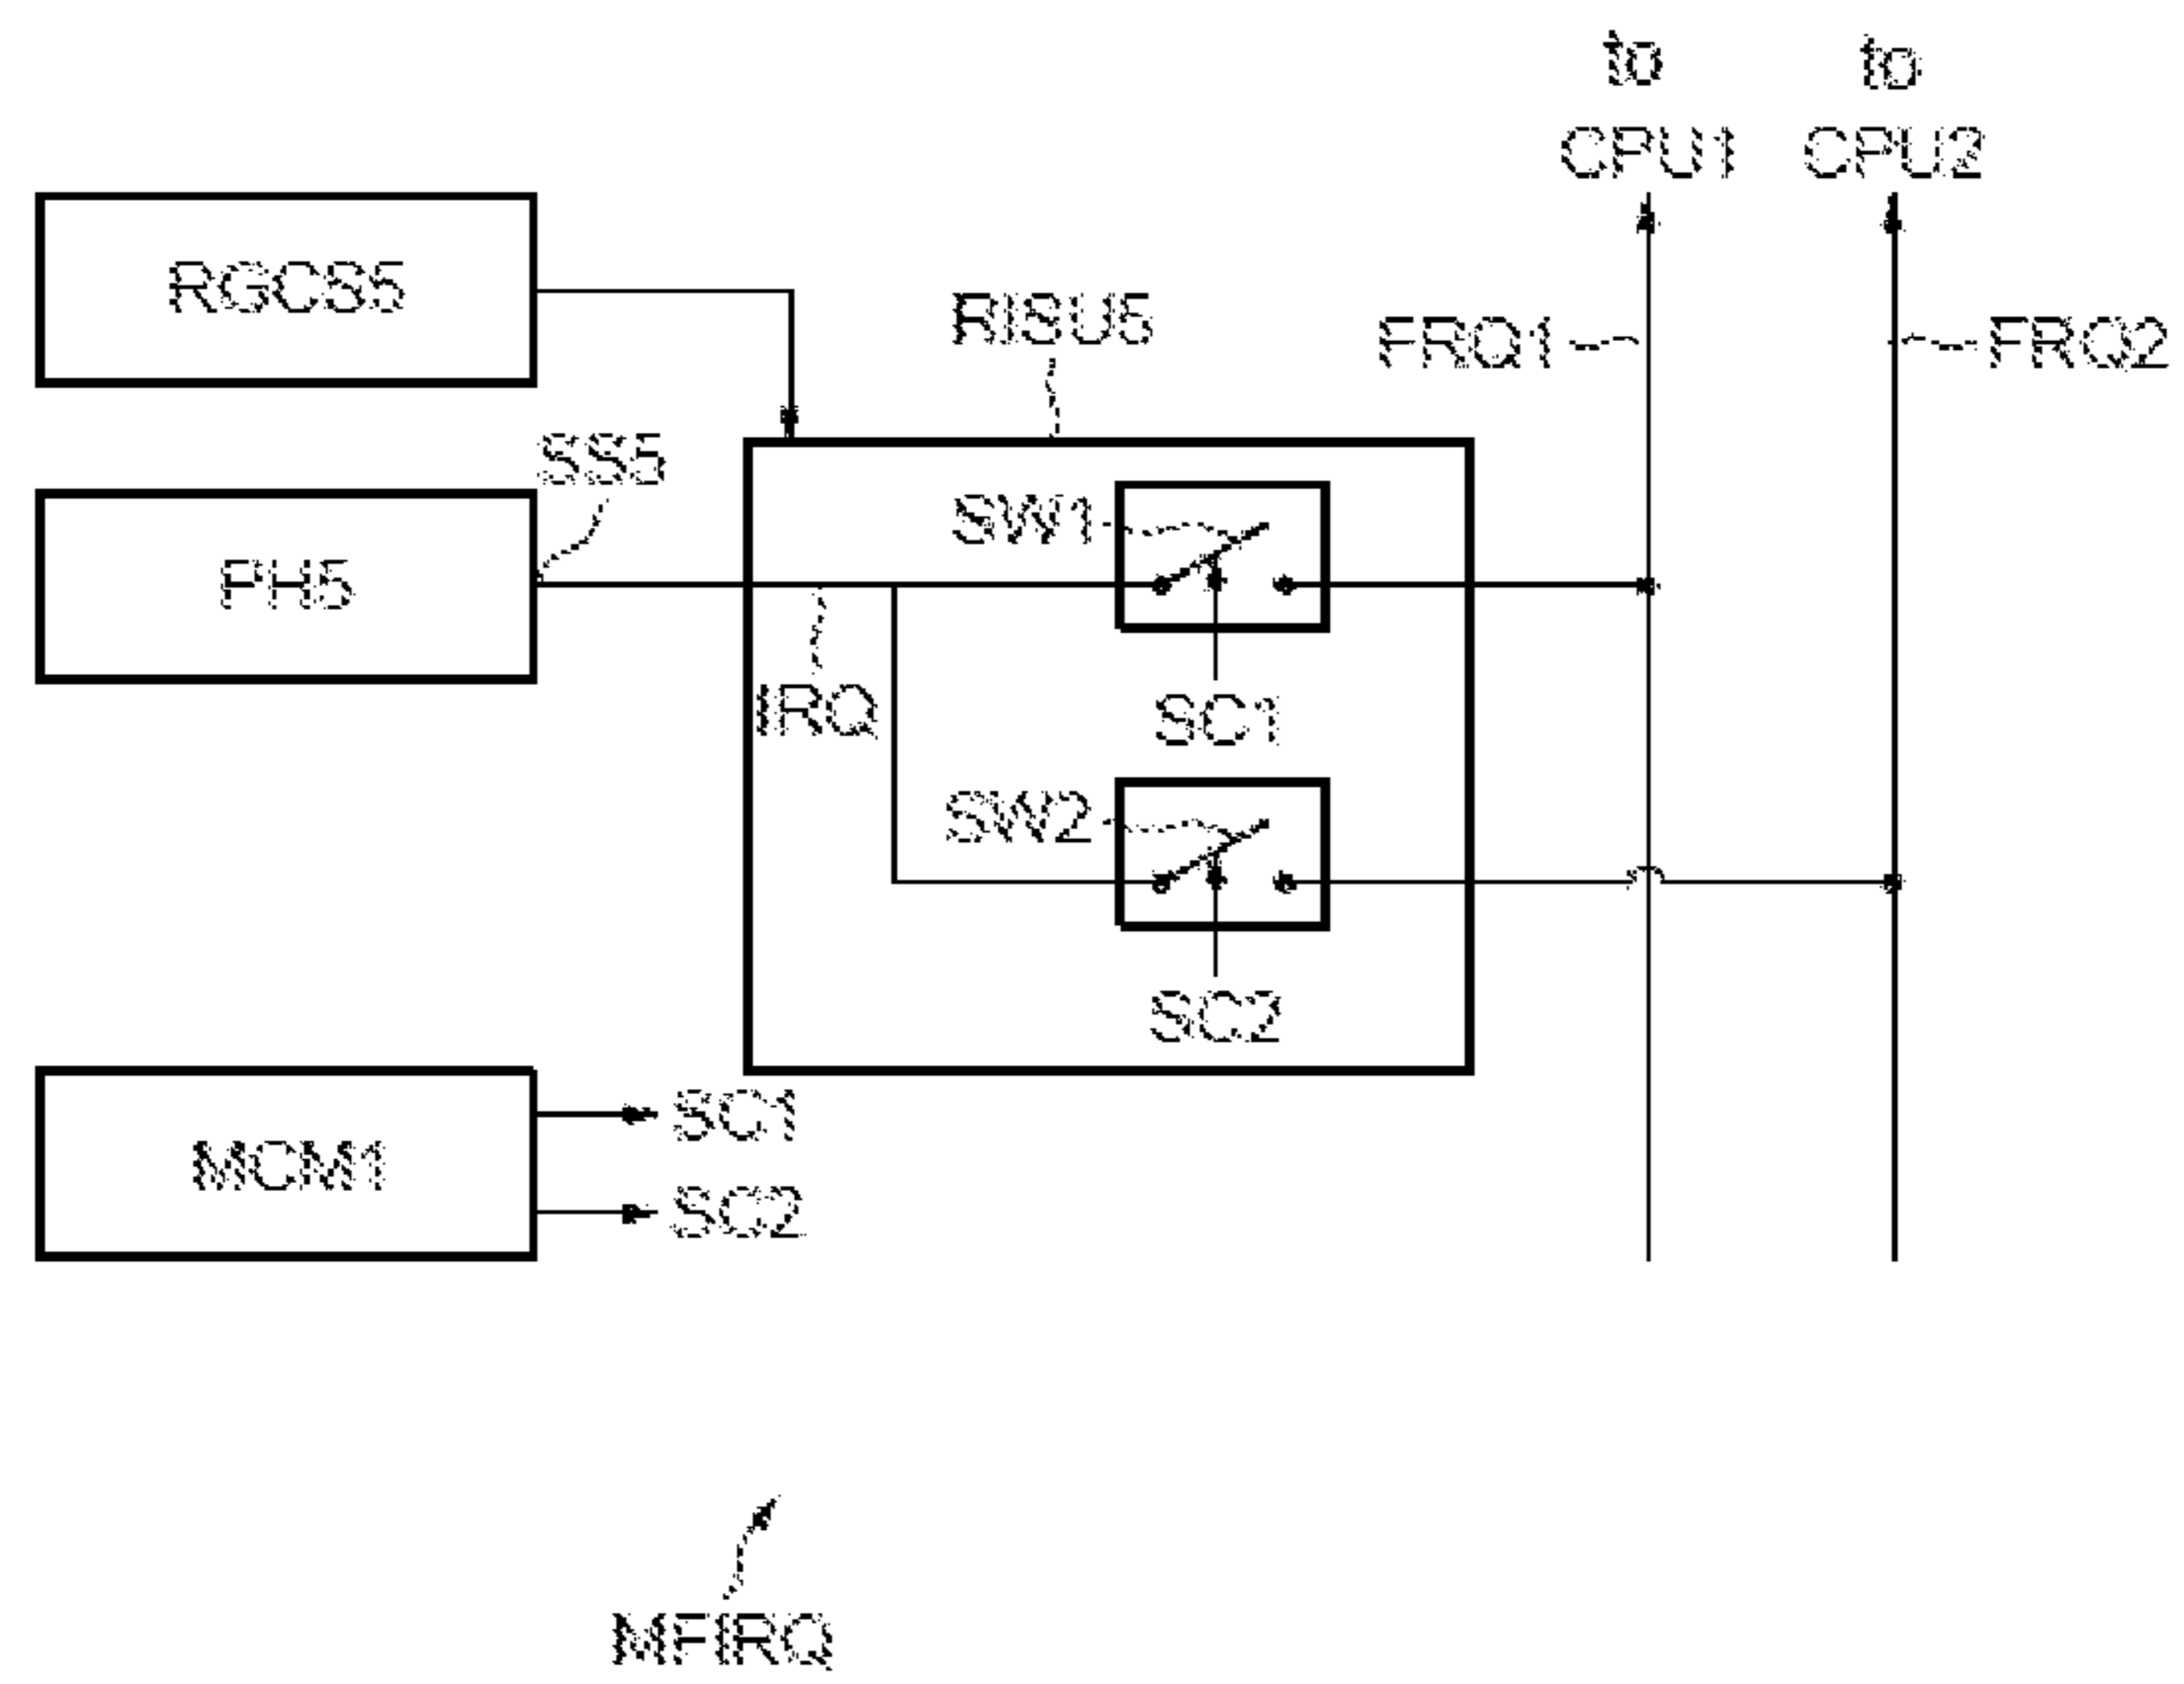 to
CPU1
to
CPU2
RGCS5
RISU5
FRQ1
FRQ2
SS5
SW1
PH5
IRQ
SC1
SW2
SC2
SC1
MCM1
SC2
MFIRQ